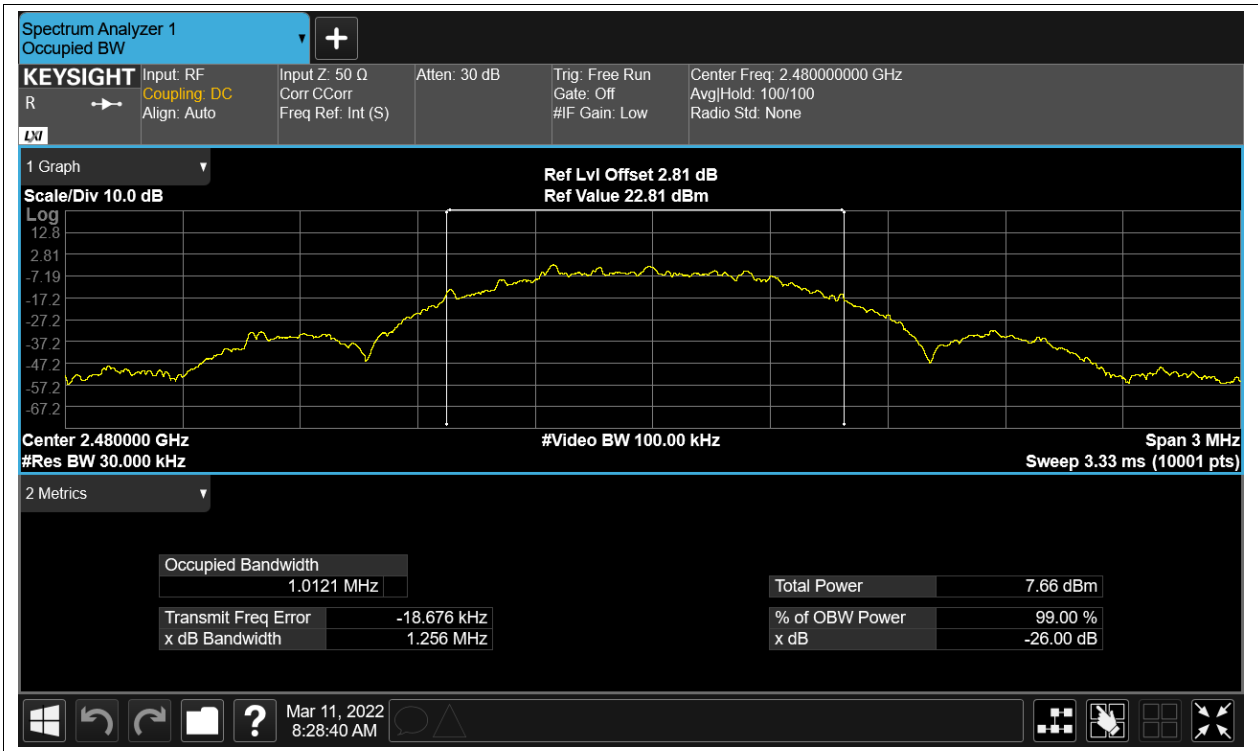 Spectrum Analyzer 1
Occupied BW
▼
+
KEYSIGHT
R
LXI
Input: RF
Coupling: DC
Align: Auto
Input Z: 50 Ω
Corr CCorr
Freq Ref: Int (S)
Atten: 30 dB
Trig: Free Run
Gate: Off
#IF Gain: Low
Center Freq: 2.480000000 GHz
Avg|Hold: 100/100
Radio Std: None
1 Graph
Scale/Div 10.0 dB
Ref Lvl Offset 2.81 dB
Ref Value 22.81 dBm
Log
12.8
2.81
-7.19
-17.2
-27.2
-37.2
-47.2
-57.2
-67.2
Center 2.480000 GHz
#Res BW 30.000 kHz
#Video BW 100.00 kHz
Span 3 MHz
Sweep 3.33 ms (10001 pts)
2 Metrics
Occupied Bandwidth
1.0121 MHz
Transmit Freq Error -18.676 kHz
x dB Bandwidth 1.256 MHz
Total Power 7.66 dBm
% of OBW Power 99.00 %
x dB -26.00 dB
?
Mar 11, 2022
8:28:40 AM